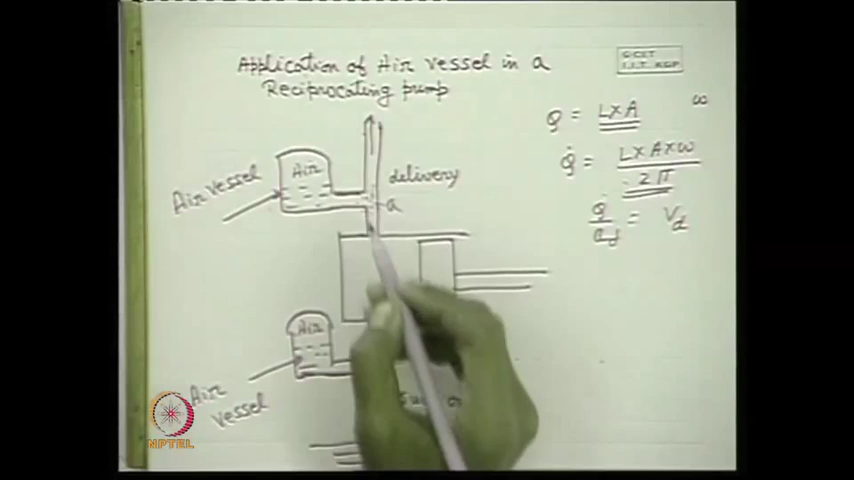 Application of Air vessel in a
Reciprocating pump
G.CET
I.I.T. KGP
Q = L×A
ω
Q̇ = L×A×ω
2π
Q̇
a_d
= V_d
Air vessel
Air
delivery
a
Air
Air
vessel
NPTEL